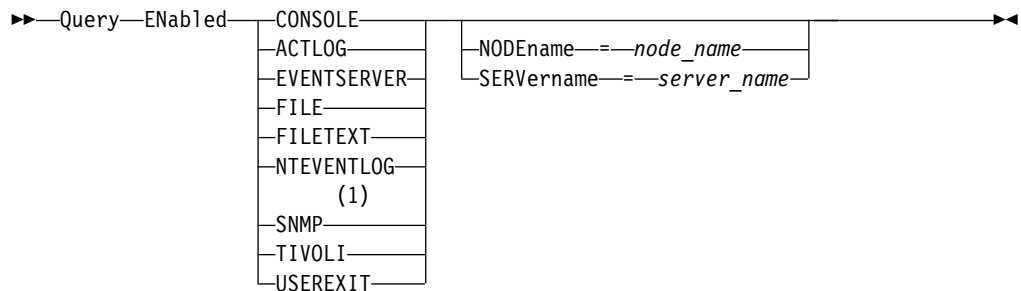 Query ENabled CONSOLE
ACTLOG NODEname = node_name
EVENTSERVER SERVername = server_name
FILE
FILETEXT
NTEVENTLOG
(1)
SNMP
TIVOLI
USEREXIT